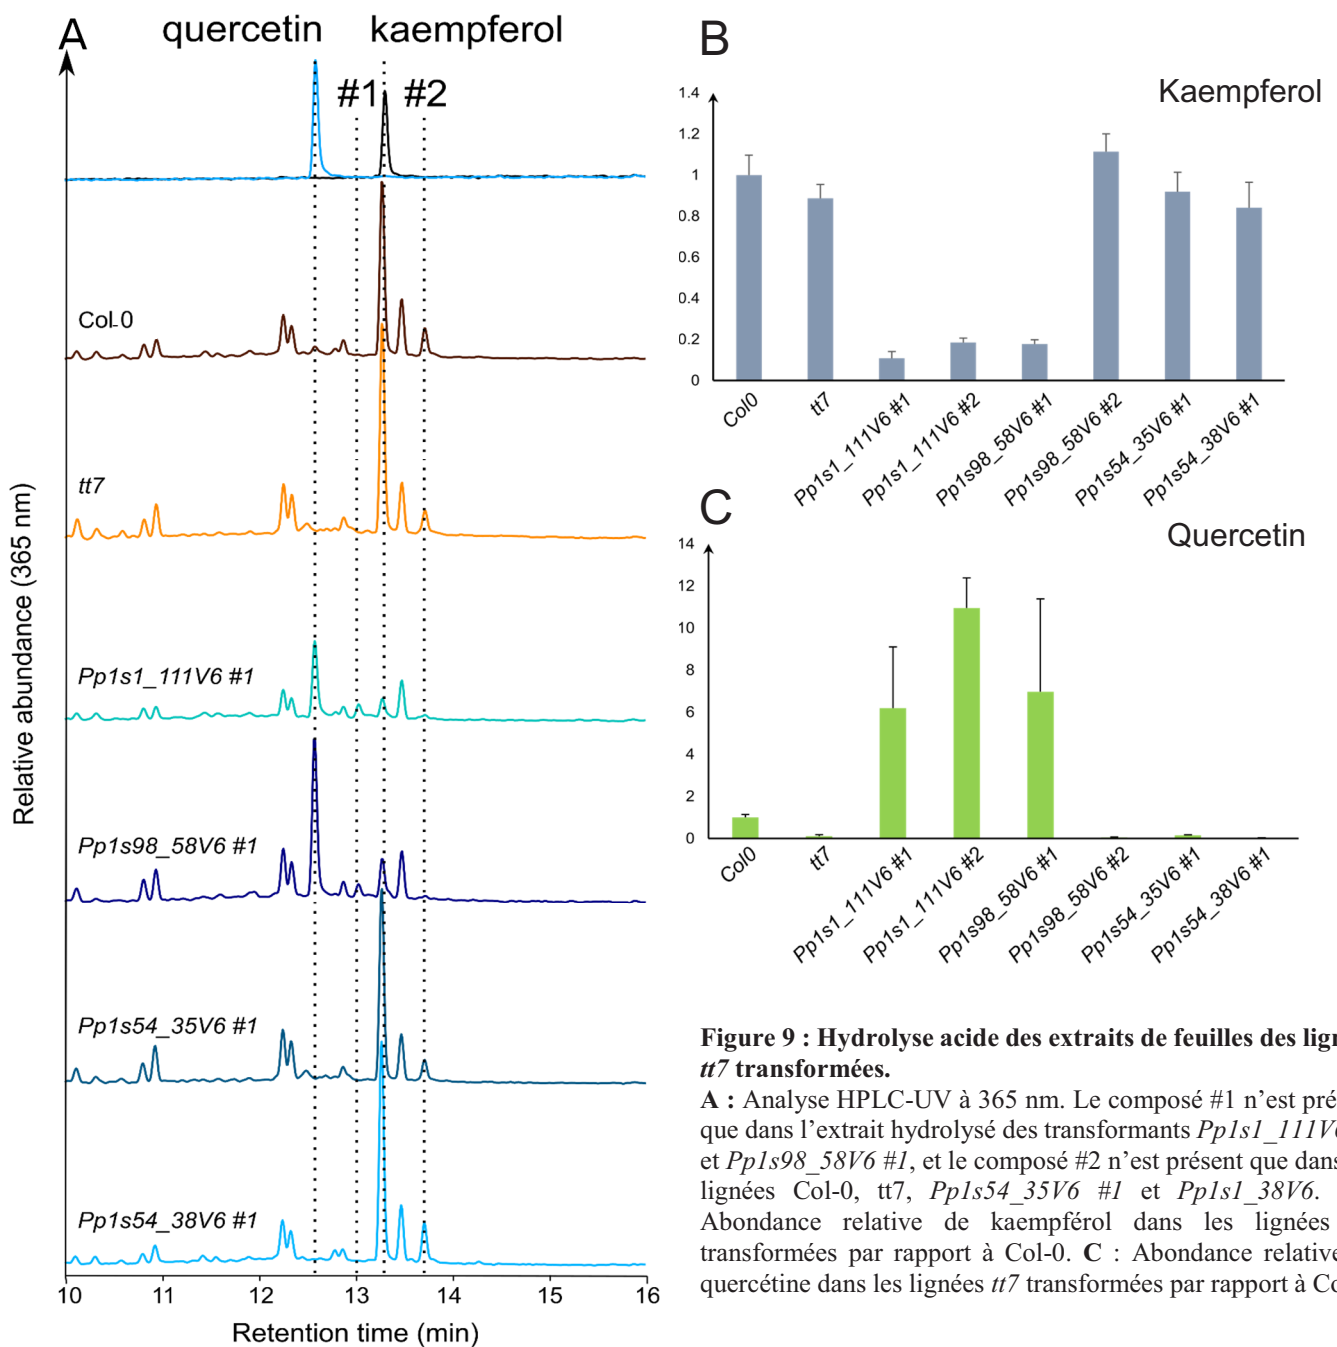 A
quercetin
kaempferol
#1
#2
Col-0
tt7
Pp1s1_111V6 #1
Pp1s98_58V6 #1
Pp1s54_35V6 #1
Pp1s54_38V6 #1
Relative abundance (365 nm)
10 11 12 13 14 15 16
Retention time (min)
B
Kaempferol
1.4
1.2
1
0.8
0.6
0.4
0.2
0
Col0
tt7
Pp1s1_111V6 #1
Pp1s1_111V6 #2
Pp1s98_58V6 #1
Pp1s98_58V6 #2
Pp1s54_35V6 #1
Pp1s54_38V6 #1
C
Quercetin
14
12
10
8
6
4
2
0
Col0
tt7
Pp1s1_111V6 #1
Pp1s1_111V6 #2
Pp1s98_58V6 #1
Pp1s98_58V6 #2
Pp1s54_35V6 #1
Pp1s54_38V6 #1
Figure 9 : Hydrolyse acide des extraits de feuilles des lign
tt7 transformées.
A : Analyse HPLC-UV à 365 nm. Le composé #1 n'est prés
que dans l'extrait hydrolysé des transformants Pp1s1_111V6
et Pp1s98_58V6 #1, et le composé #2 n'est présent que dans
lignées Col-0, tt7, Pp1s54_35V6 #1 et Pp1s1_38V6.
Abondance relative de kaempférol dans les lignées
transformées par rapport à Col-0. C : Abondance relative
quercétine dans les lignées tt7 transformées par rapport à Co